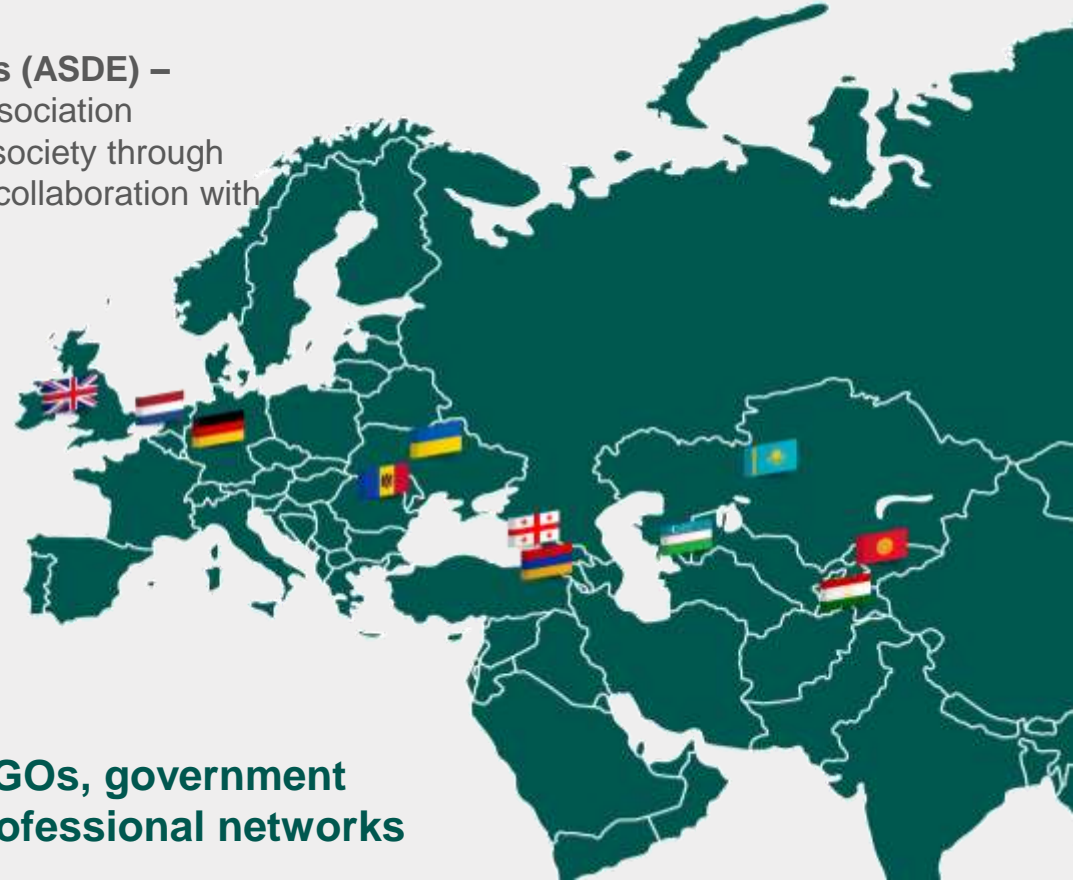 s (ASDE) –
sociation
society through
collaboration with
GOs, government
ofessional networks